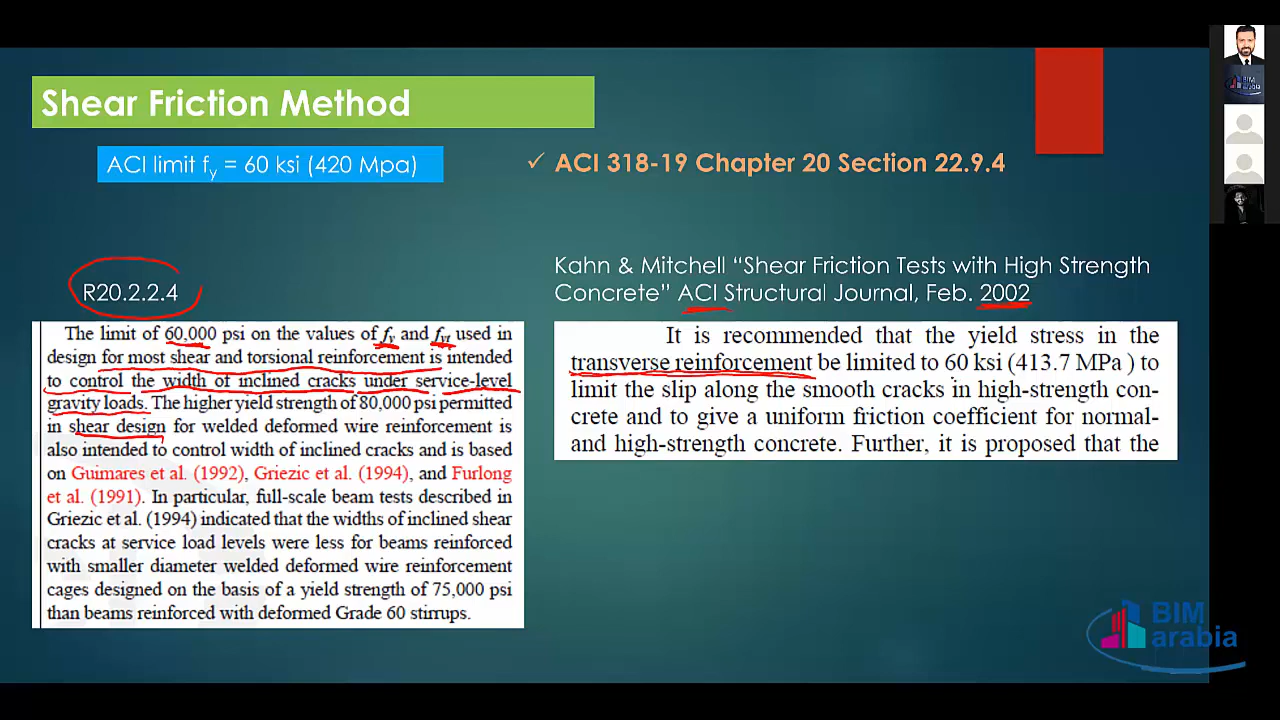 Shear Friction Method
ACI limit fy = 60 ksi (420 Mpa)
✓ ACI 318-19 Chapter 20 Section 22.9.4
R20.2.2.4
The limit of 60,000 psi on the values of fy and fyt used in
design for most shear and torsional reinforcement is intended
to control the width of inclined cracks under service-level
gravity loads. The higher yield strength of 80,000 psi permitted
in shear design for welded deformed wire reinforcement is
also intended to control width of inclined cracks and is based
on Guimares et al. (1992), Griezic et al. (1994), and Furlong
et al. (1991). In particular, full-scale beam tests described in
Griezic et al. (1994) indicated that the widths of inclined shear
cracks at service load levels were less for beams reinforced
with smaller diameter welded deformed wire reinforcement
cages designed on the basis of a yield strength of 75,000 psi
than beams reinforced with deformed Grade 60 stirrups.
Kahn & Mitchell “Shear Friction Tests with High Strength
Concrete” ACI Structural Journal, Feb. 2002
It is recommended that the yield stress in the
transverse reinforcement be limited to 60 ksi (413.7 MPa ) to
limit the slip along the smooth cracks in high-strength con-
crete and to give a uniform friction coefficient for normal-
and high-strength concrete. Further, it is proposed that the
BIM
arabia
BIM
arabia